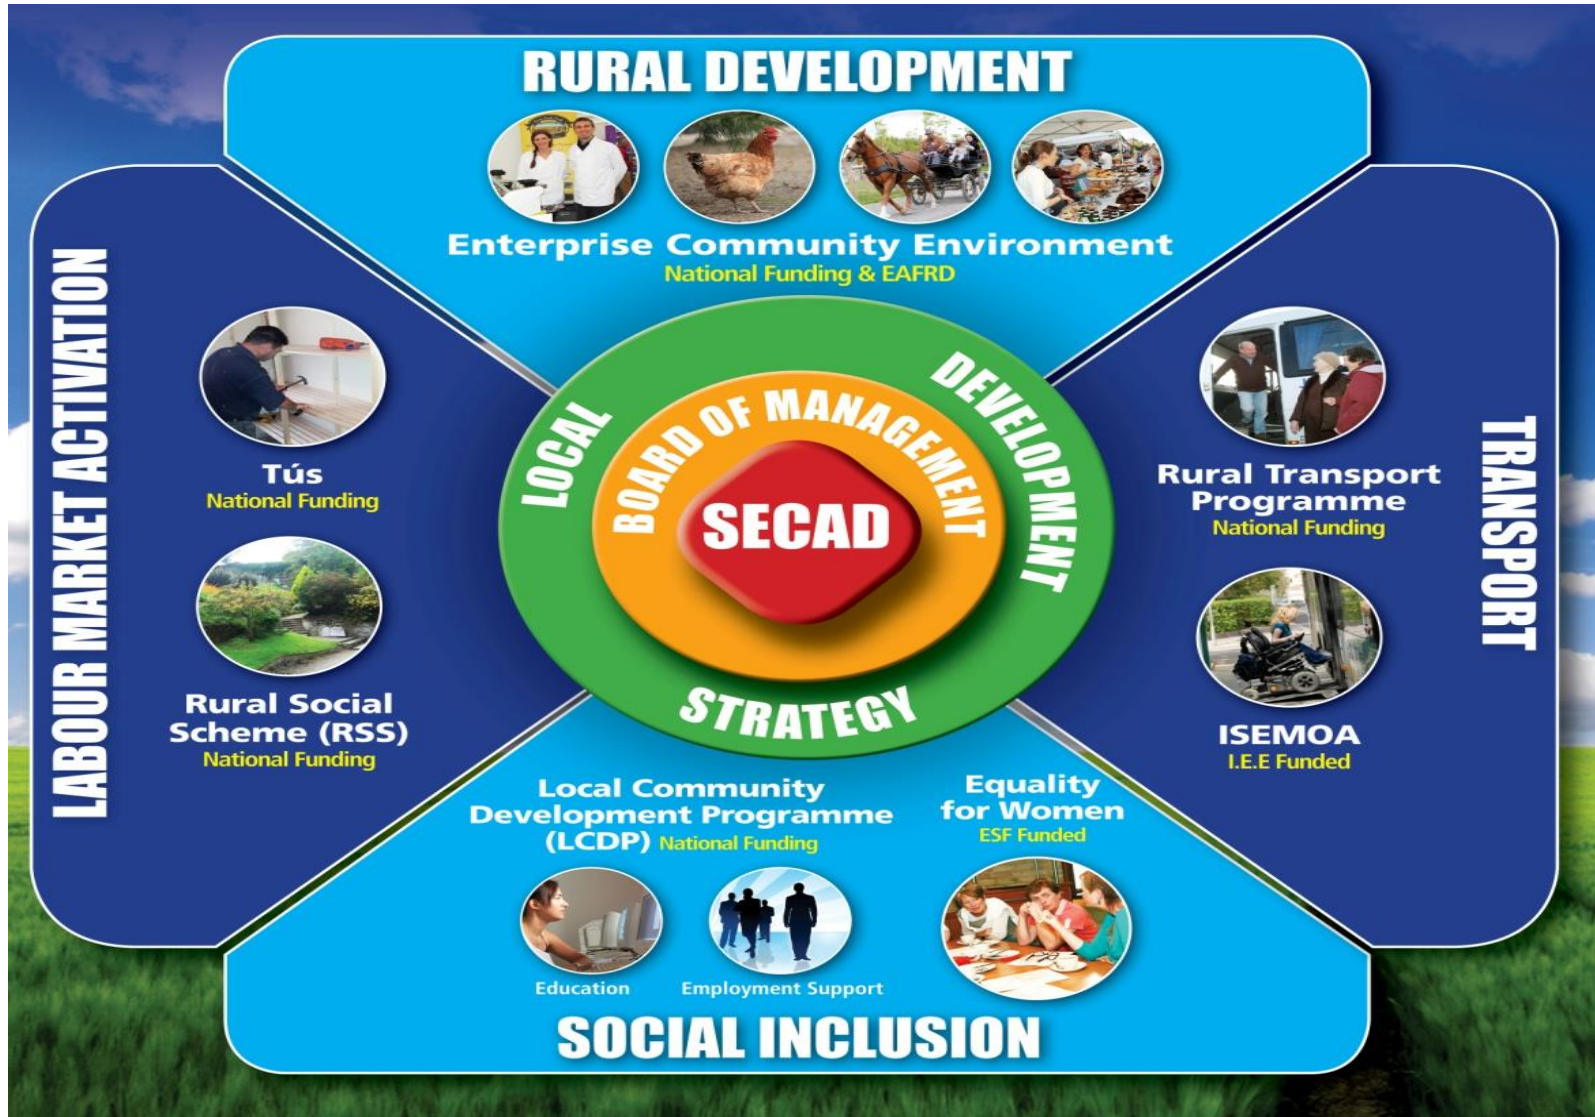 RURAL DEVELOPMENT
Enterprise Community Environment
National Funding & EAFRD
LABOUR MARKET ACTIVATION
Tús
National Funding
Rural Social
Scheme (RSS)
National Funding
LOCAL DEVELOPMENT STRATEGY
BOARD OF MANAGEMENT
SECAD
TRANSPORT
Rural Transport
Programme
National Funding
ISEMOA
I.E.E Funded
Local Community
Development Programme
(LCDP) National Funding
Education
Employment Support
Equality
for Women
ESF Funded
SOCIAL INCLUSION